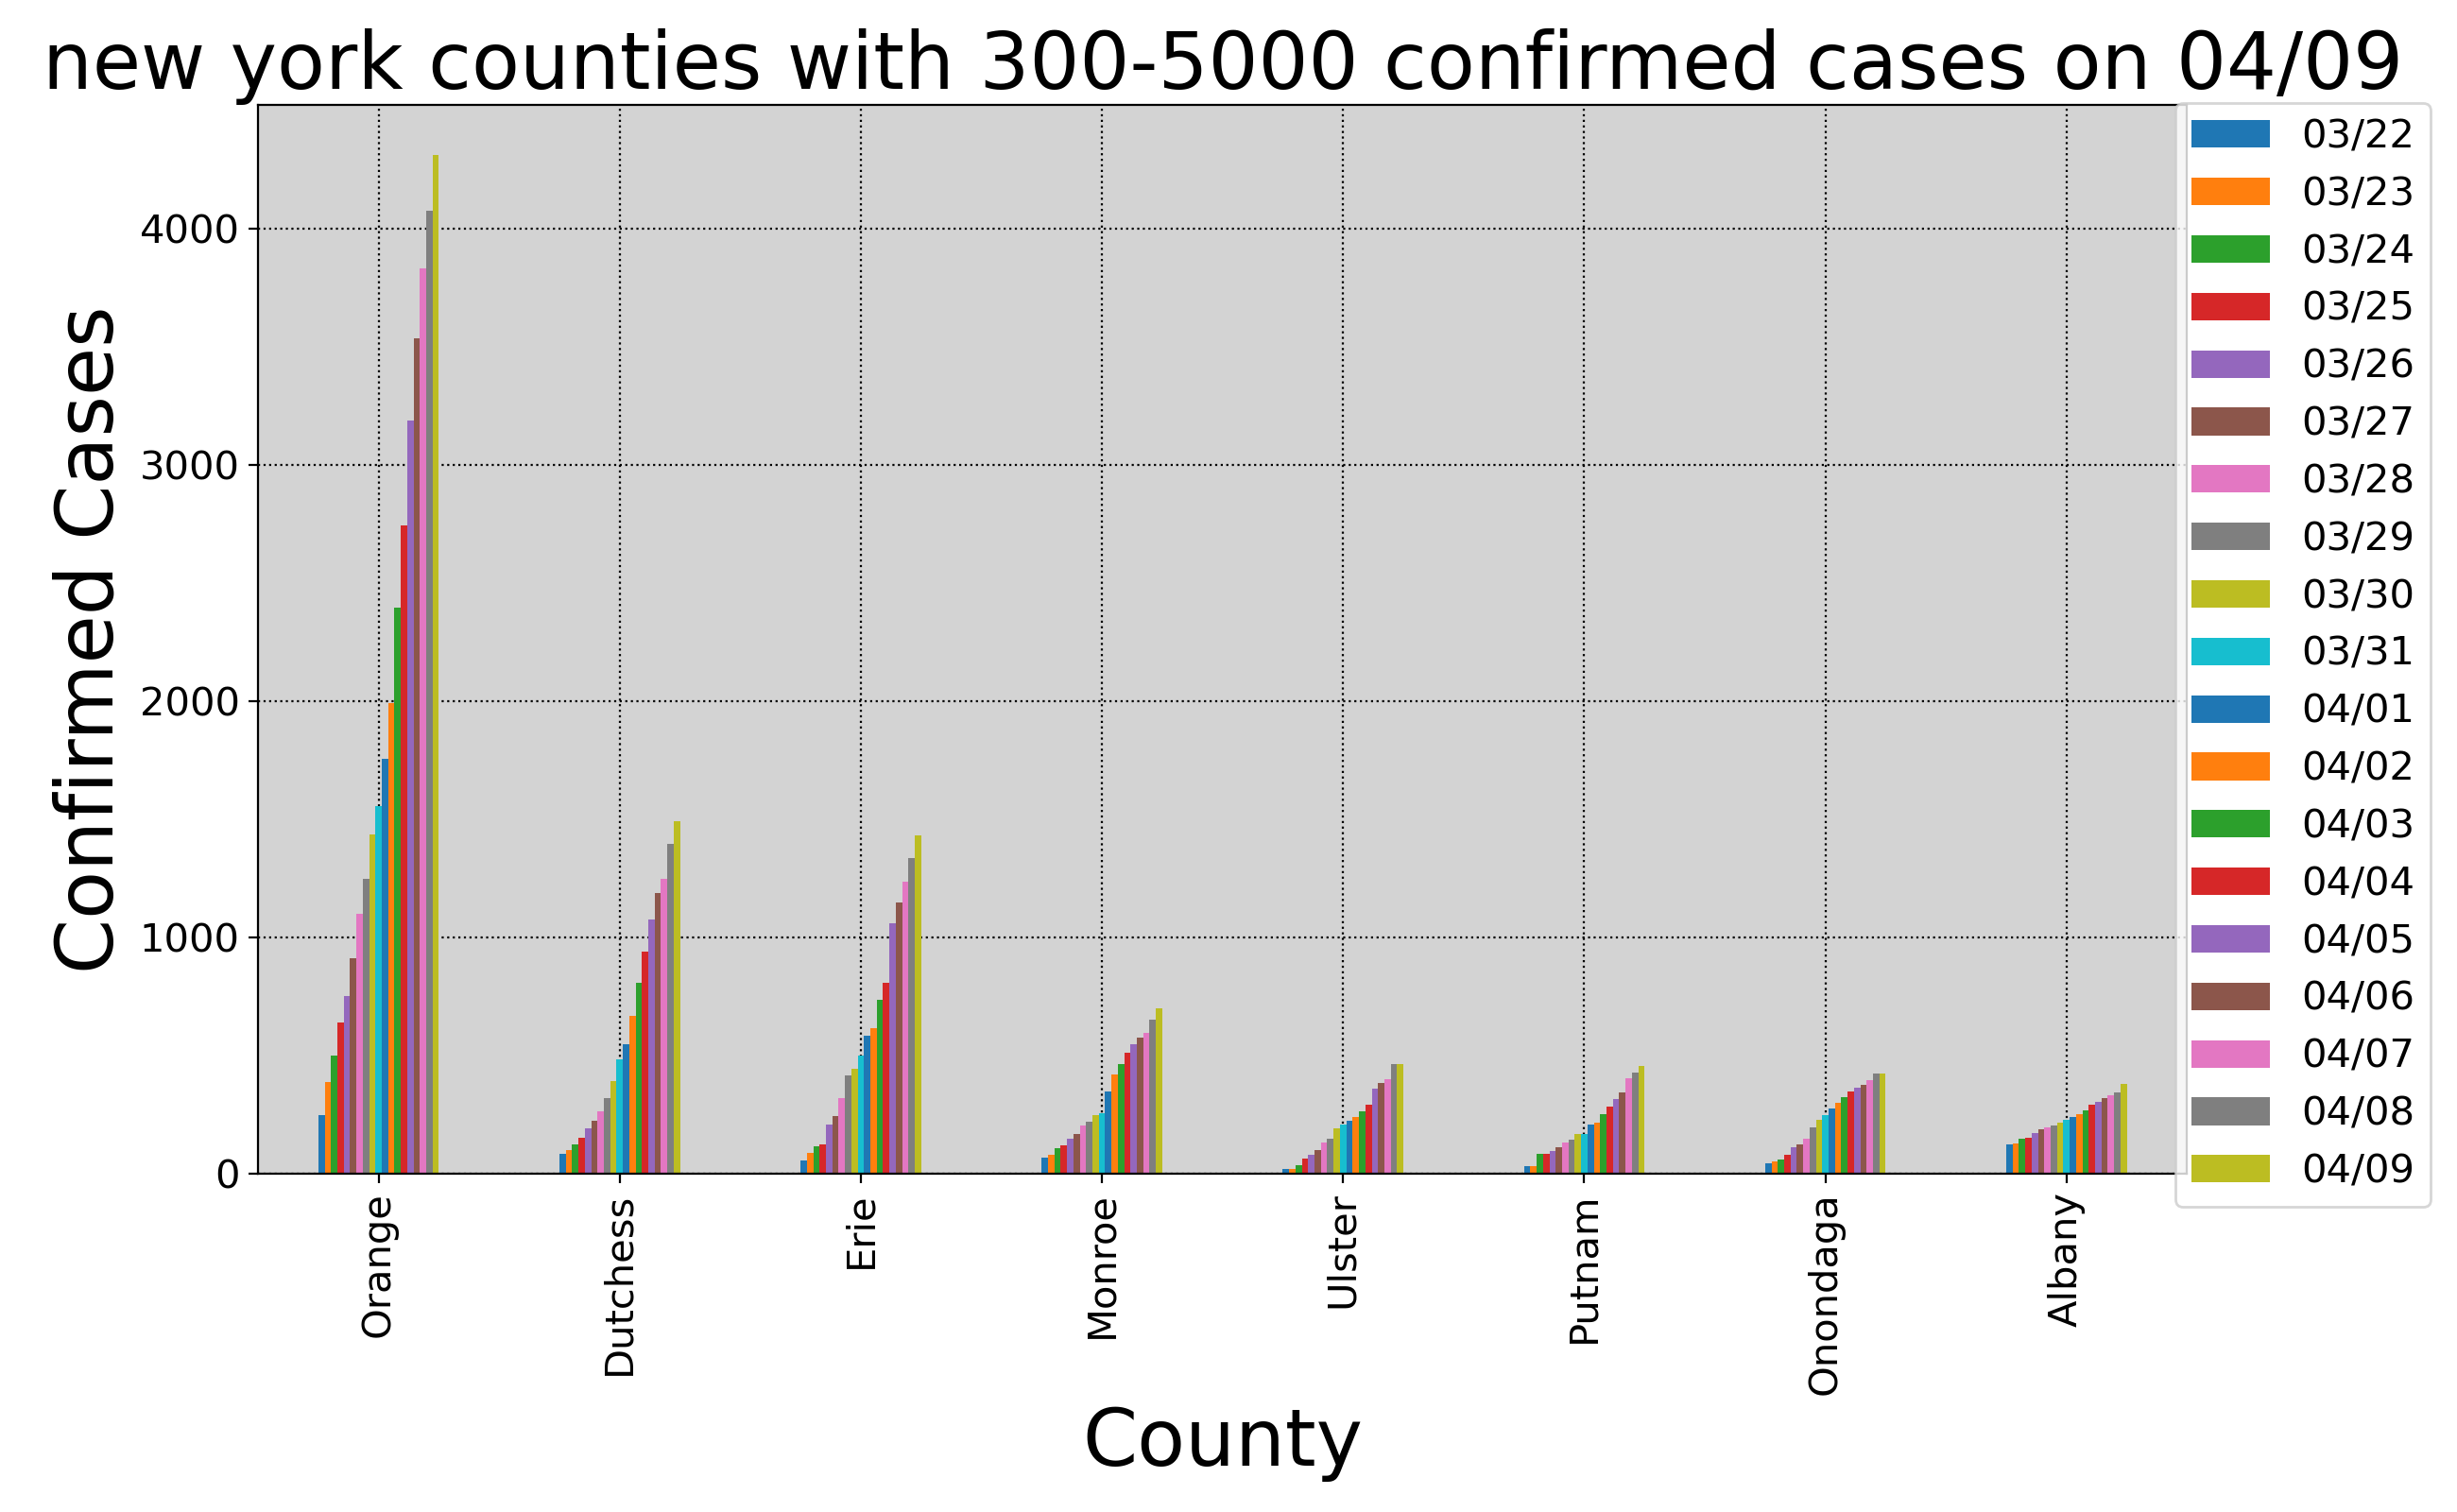 new york counties with 300-5000 confirmed cases on 04/09
Confirmed Cases
4000
3000
2000
1000
0
Orange
Dutchess
Erie
Monroe
Ulster
Putnam
Onondaga
Albany
County
03/22
03/23
03/24
03/25
03/26
03/27
03/28
03/29
03/30
03/31
04/01
04/02
04/03
04/04
04/05
04/06
04/07
04/08
04/09